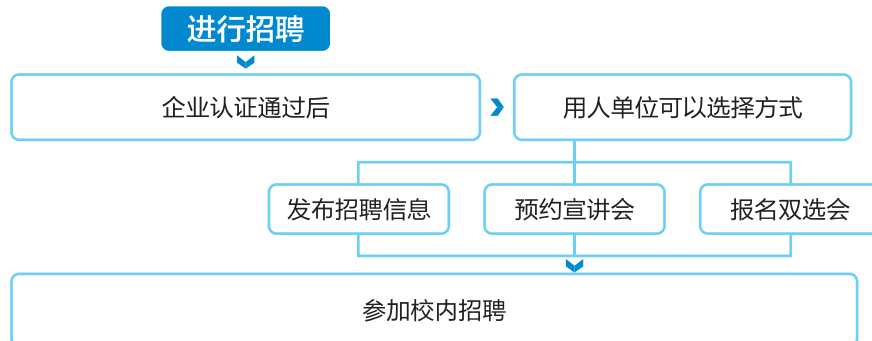 进行招聘
企业认证通过后
用人单位可以选择方式
发布招聘信息
预约宣讲会
报名双选会
参加校内招聘